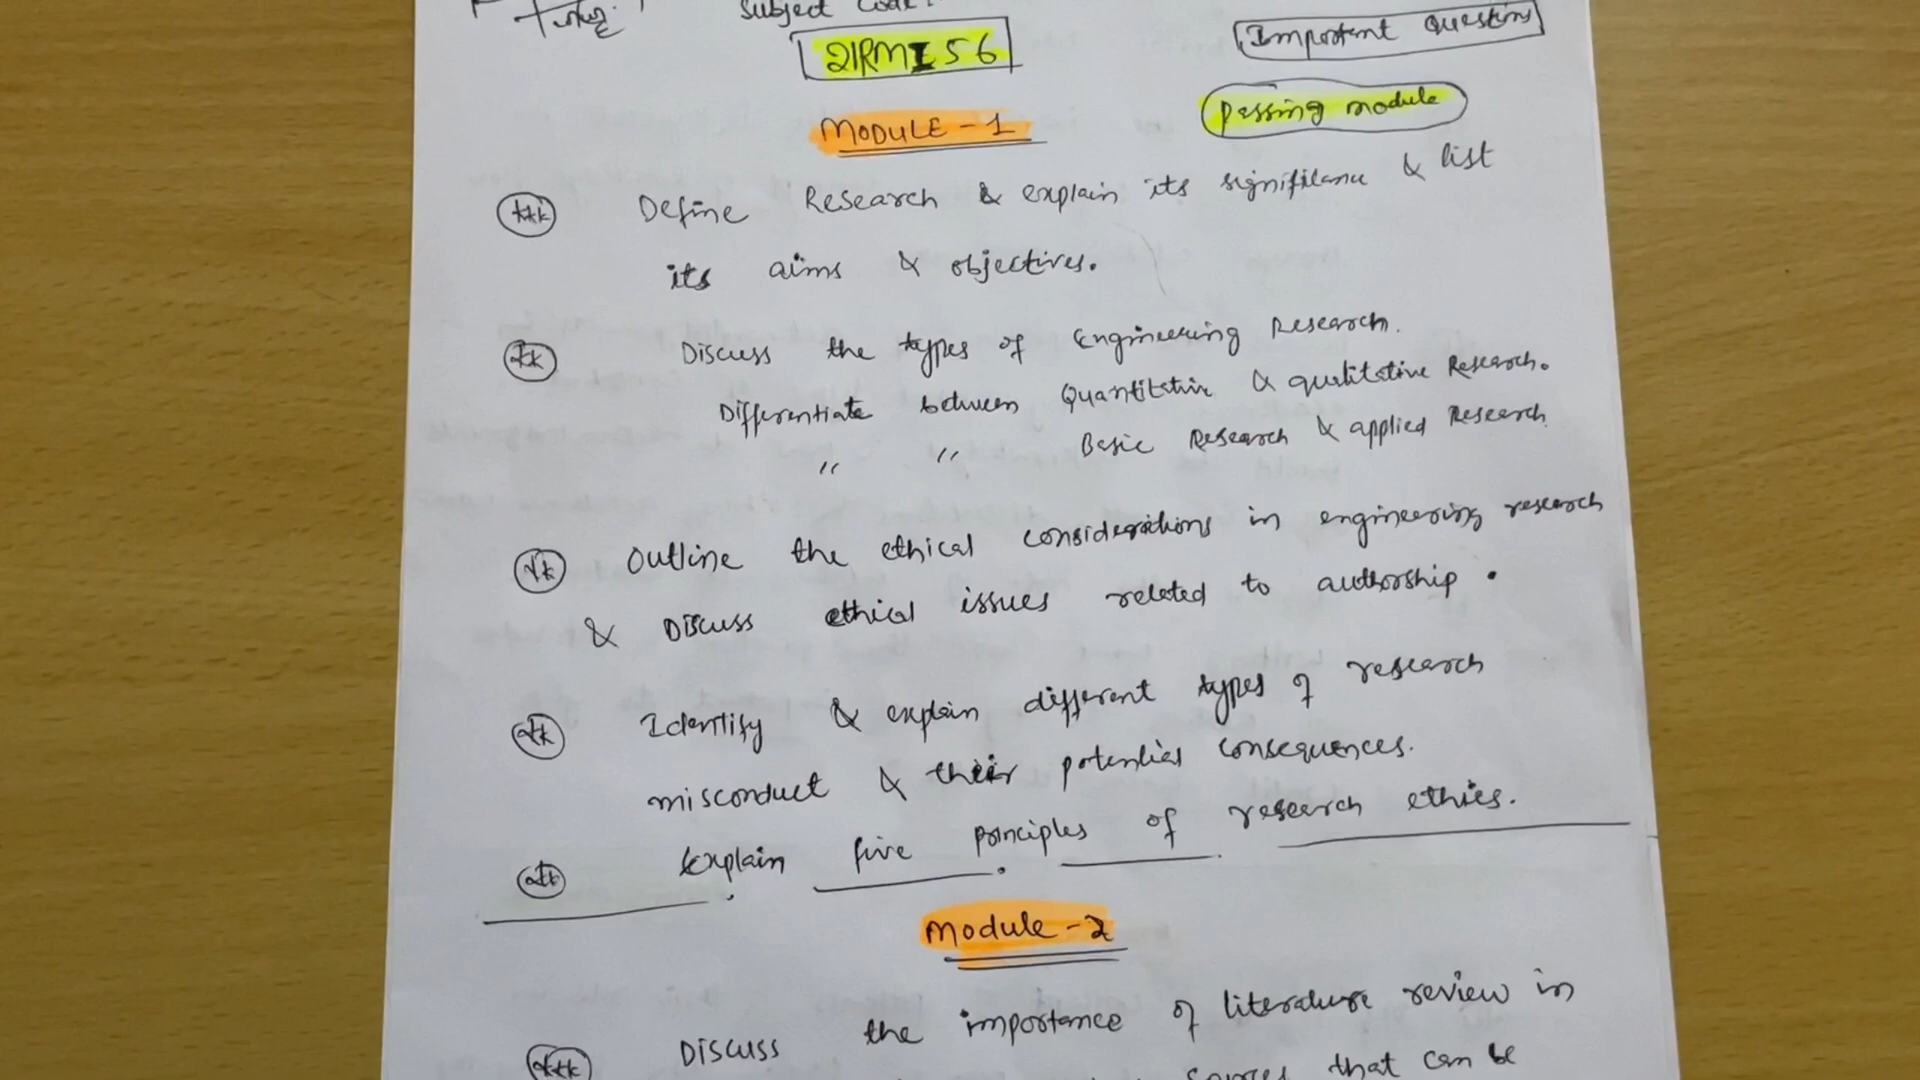 Subject Code:
21RMI56
Important Questions
Passing module
MODULE-1
*** Define Research & explain its significance & list
its aims & objectives.
** Discuss the types of Engineering Research.
Differentiate between Quantitative & qualitative Research.
" " Basic Research & applied Research
** Outline the ethical considerations in engineering research
& Discuss ethical issues related to authorship.
** Identify & explain different types of research
misconduct & their potential consequences.
** Explain five principles of research ethics.
Module-2
*** Discuss the importance of literature review in
that can be